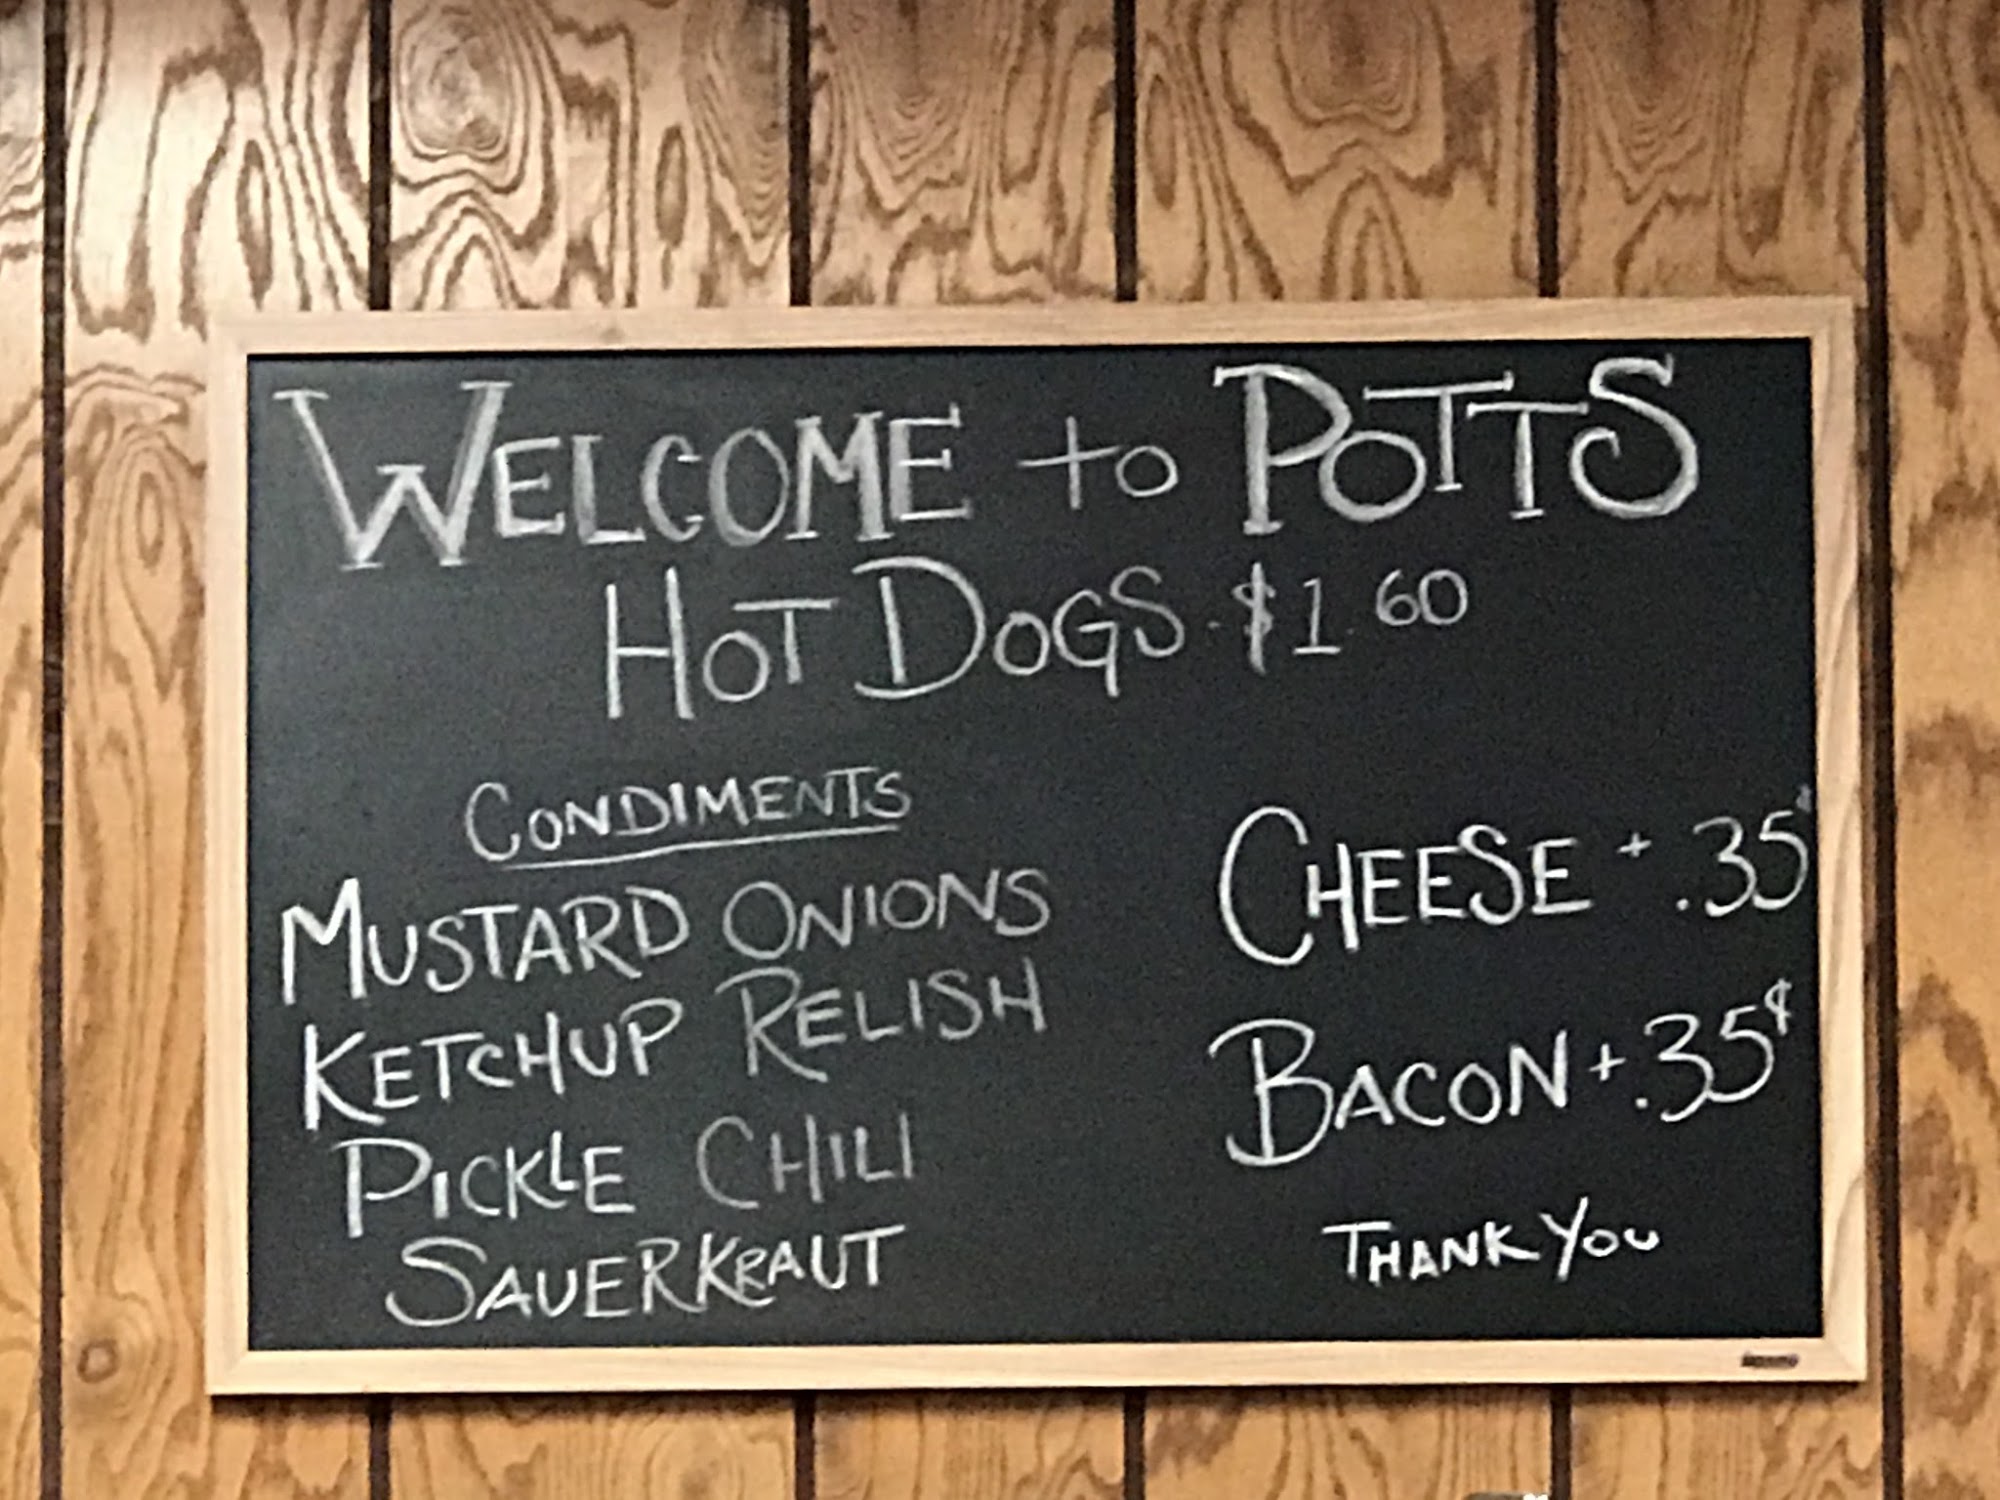 WELCOME to POTTS
HOT DOGS. $1.60
CONDIMENTS
MUSTARD ONIONS
KETCHUP RELISH
PICKLE CHILI
SAUERKRAUT
CHEESE + .35¢
BACON + .35¢
THANK YOU